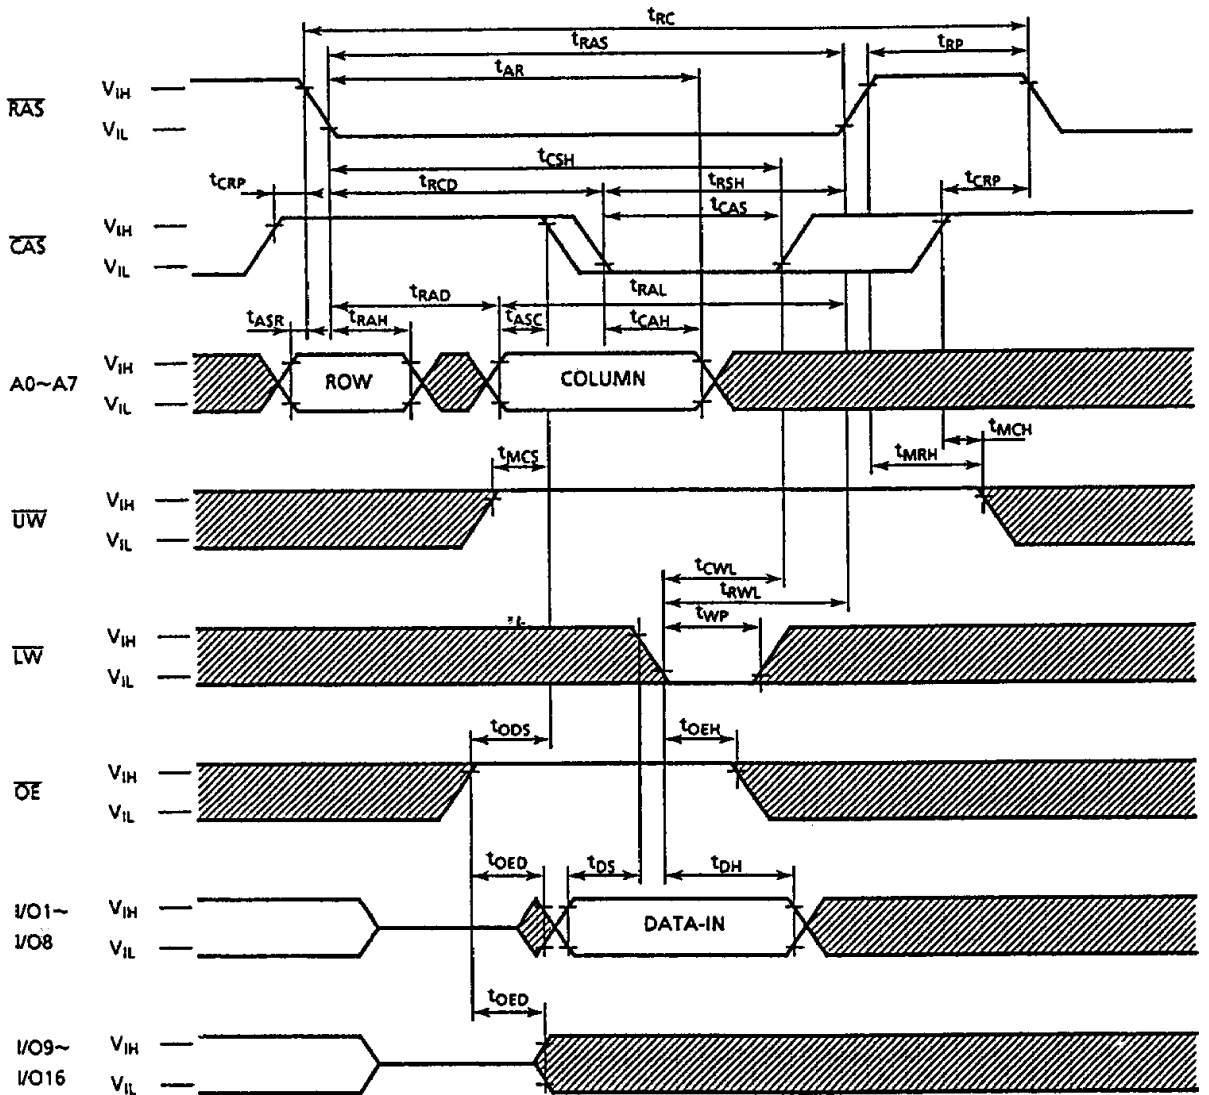 tRC
tRAS
tRP
tAR
RAS
VIH
VIL
tCSH
tCRP
tRCD
tRSH
tCRP
tCAS
CAS
VIH
VIL
tRAD
tRAL
tASR
tRAH
tASC
tCAH
A0~A7
VIH
VIL
ROW
COLUMN
tMCH
tMCS
tMRH
UW
VIH
VIL
tCWL
tRWL
tWP
LW
VIH
VIL
tODS
tOEH
OE
VIH
VIL
tOED
tDS
tDH
I/O1~
I/O8
VIH
VIL
DATA-IN
tOED
I/O9~
I/O16
VIH
VIL